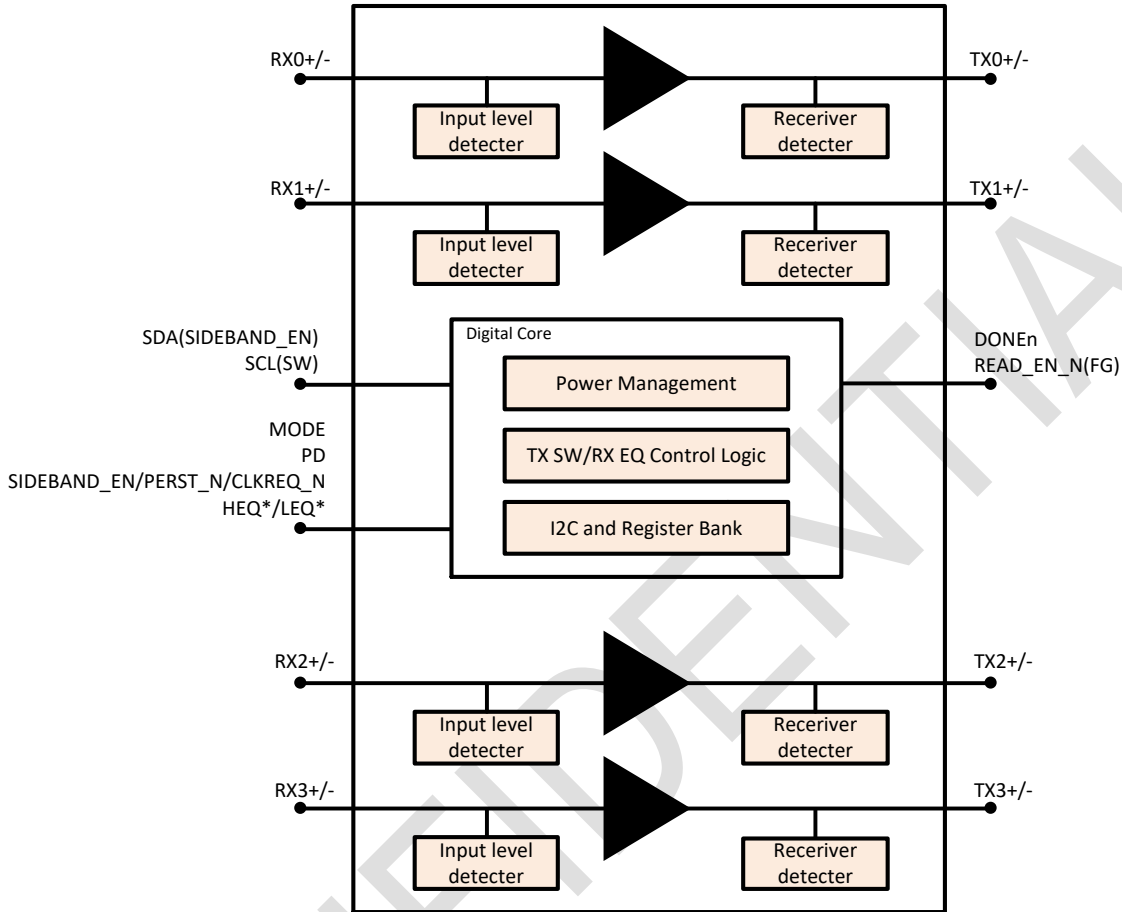 RX0+/-
TX0+/-
Input level
detecter
Receriver
detecter
RX1+/-
TX1+/-
Input level
detecter
Receriver
detecter
SDA(SIDEBAND_EN)
SCL(SW)
Digital Core
DONEn
READ_EN_N(FG)
Power Management
MODE
PD
SIDEBAND_EN/PERST_N/CLKREQ_N
HEQ*/LEQ*
TX SW/RX EQ Control Logic
I2C and Register Bank
RX2+/-
TX2+/-
Input level
detecter
Receriver
detecter
RX3+/-
TX3+/-
Input level
detecter
Receriver
detecter